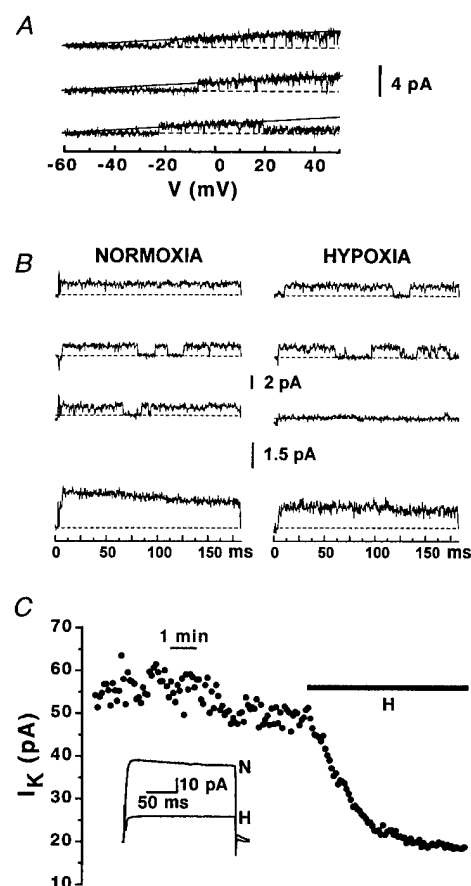 A
4 pA
-60 -40 -20 0 20 40
V (mV)
B
NORMOXIA
HYPOXIA
2 pA
1.5 pA
0 50 100 150 ms
0 50 100 150 ms
C
70
60
50
40
30
20
10
I_K (pA)
1 min
H
N
10 pA
50 ms
H